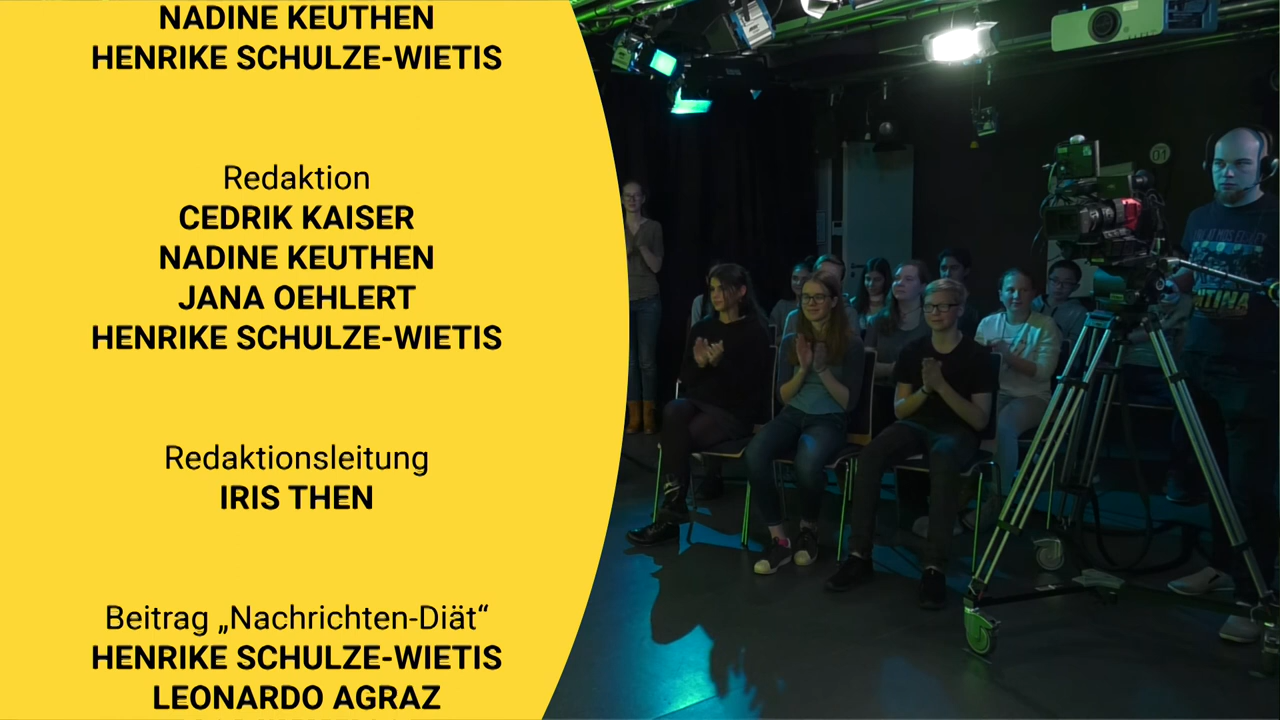 NADINE KEUTHEN
HENRIKE SCHULZE-WIETIS
Redaktion
CEDRIK KAISER
NADINE KEUTHEN
JANA OEHLERT
HENRIKE SCHULZE-WIETIS
Redaktionsleitung
IRIS THEN
Beitrag „Nachrichten-Diät“
HENRIKE SCHULZE-WIETIS
LEONARDO AGRAZ
01